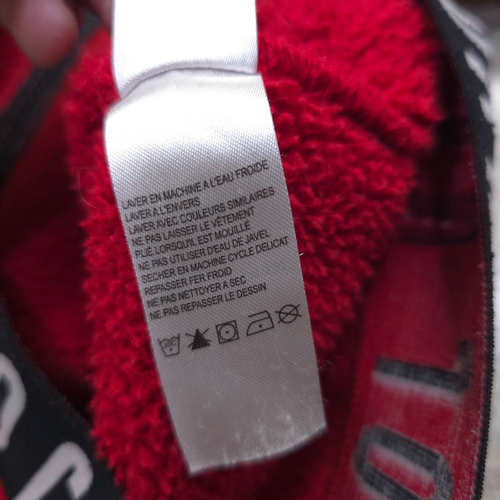 LAVER EN MACHINE A L'EAU FROIDE
LAVER A L'ENVERS
LAVER AVEC COULEURS SIMILAIRES
NE PAS LAISSER LE VÊTEMENT
PLIÉ LORSQU'IL EST MOUILLÉ
NE PAS UTILISER D'EAU DE JAVEL
SECHER EN MACHINE CYCLE DELICAT
REPASSER FER FROID
NE PAS NETTOYER A SEC
NE PAS REPASSER LE DESSIN